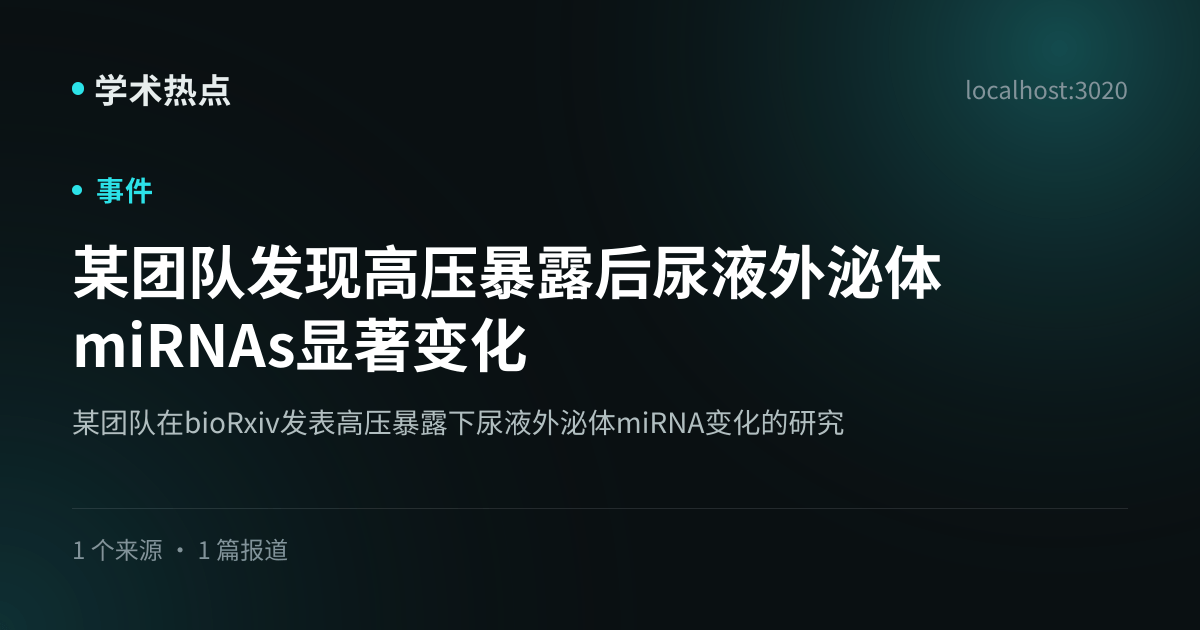 学术热点
localhost:3020
事件
某团队发现高压暴露后尿液外泌体
miRNAs显著变化
某团队在bioRxiv发表高压暴露下尿液外泌体miRNA变化的研究
1 个来源 · 1 篇报道